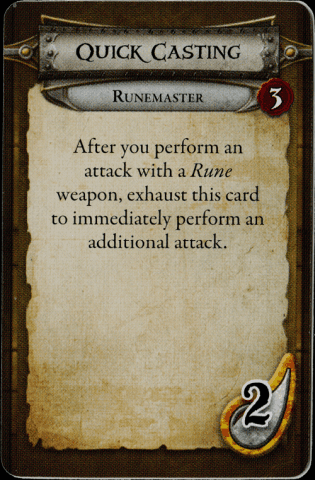 Quick Casting
Runemaster
3
After you perform an
attack with a Rune
weapon, exhaust this card
to immediately perform an
additional attack.
2